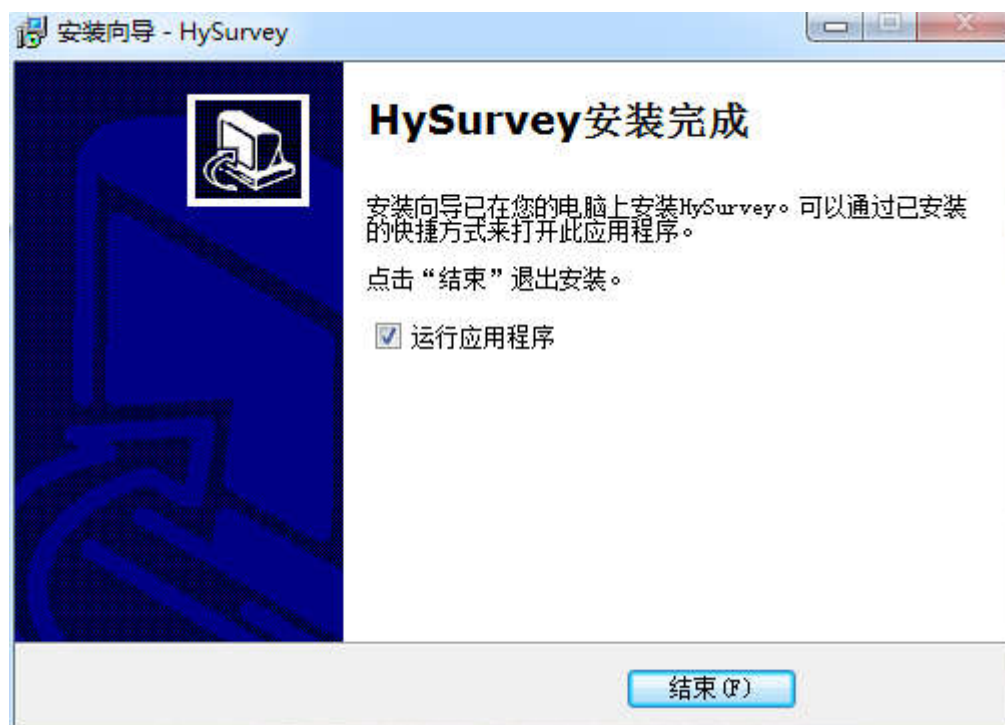 安装向导 - HySurvey
HySurvey安装完成
安装向导已在您的电脑上安装HySurvey。可以通过已安装
的快捷方式来打开此应用程序。
点击“结束”退出安装。
运行应用程序
结束(F)